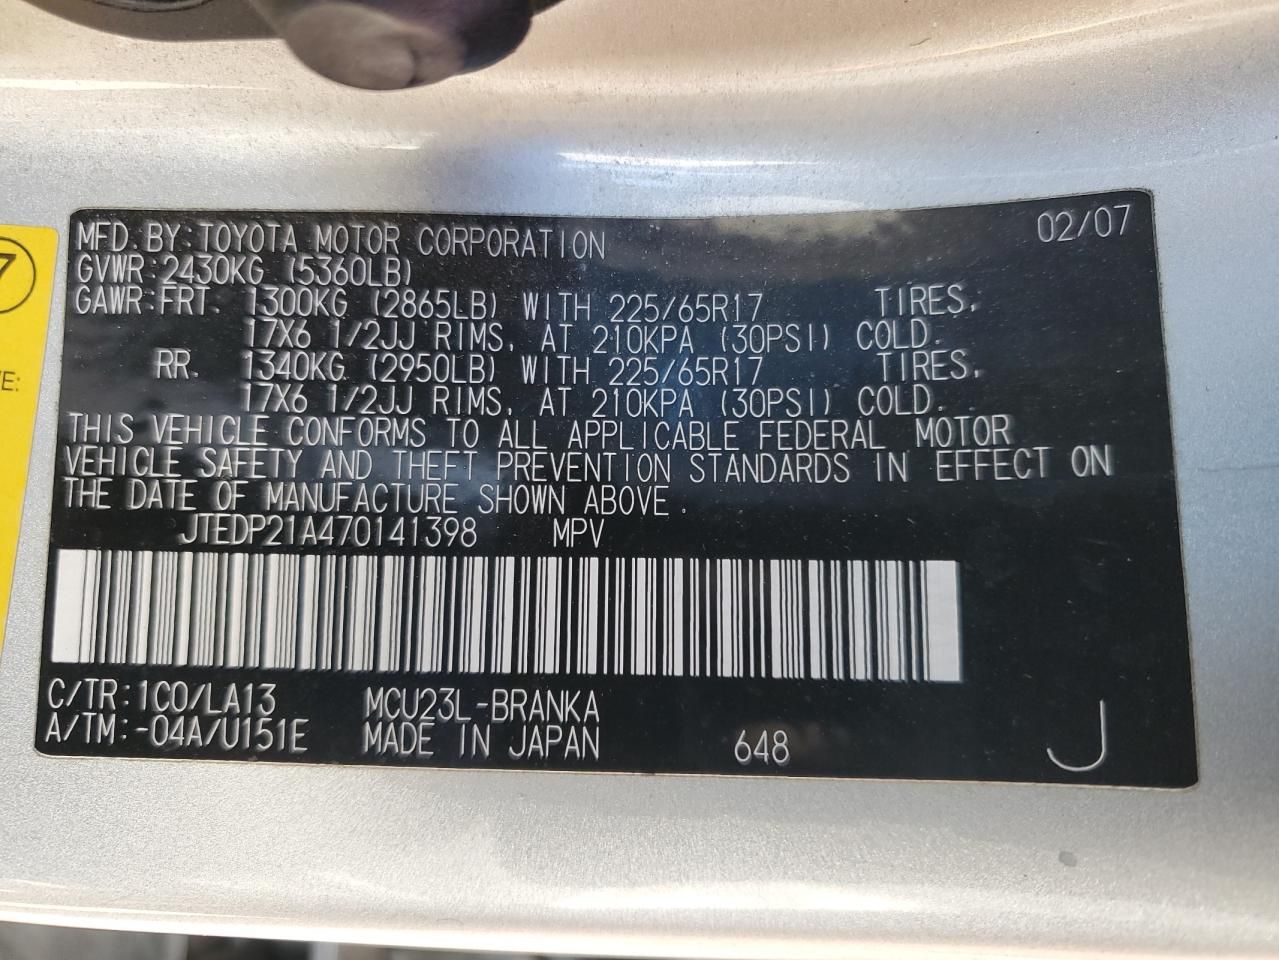 MFD. BY: TOYOTA MOTOR CORPORATION 02/07
GVWR: 2430KG (5360LB)
GAWR: FRT. 1300KG (2865LB) WITH 225/65R17 TIRES,
17X6 1/2JJ RIMS, AT 210KPA (30PSI) COLD.
RR. 1340KG (2950LB) WITH 225/65R17 TIRES,
17X6 1/2JJ RIMS, AT 210KPA (30PSI) COLD.
THIS VEHICLE CONFORMS TO ALL APPLICABLE FEDERAL MOTOR
VEHICLE SAFETY AND THEFT PREVENTION STANDARDS IN EFFECT ON
THE DATE OF MANUFACTURE SHOWN ABOVE.
JTEDP21A470141398 MPV
C/TR: 1C0/LA13 MCU23L-BRANKA
A/TM: -04A/U151E MADE IN JAPAN 648 J
7
E: